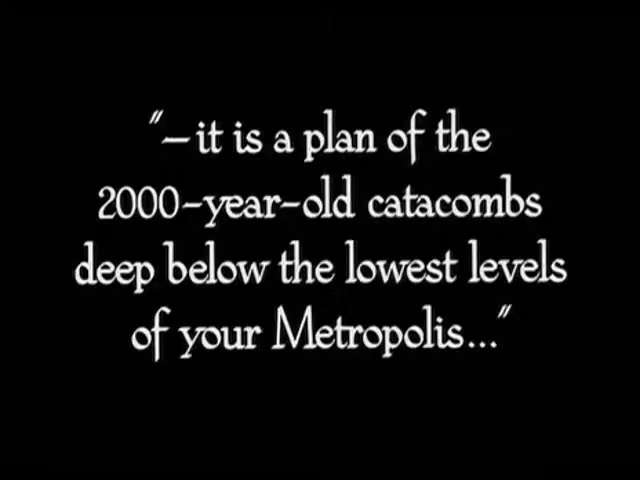 "—it is a plan of the
2000-year-old catacombs
deep below the lowest levels
of your Metropolis..."